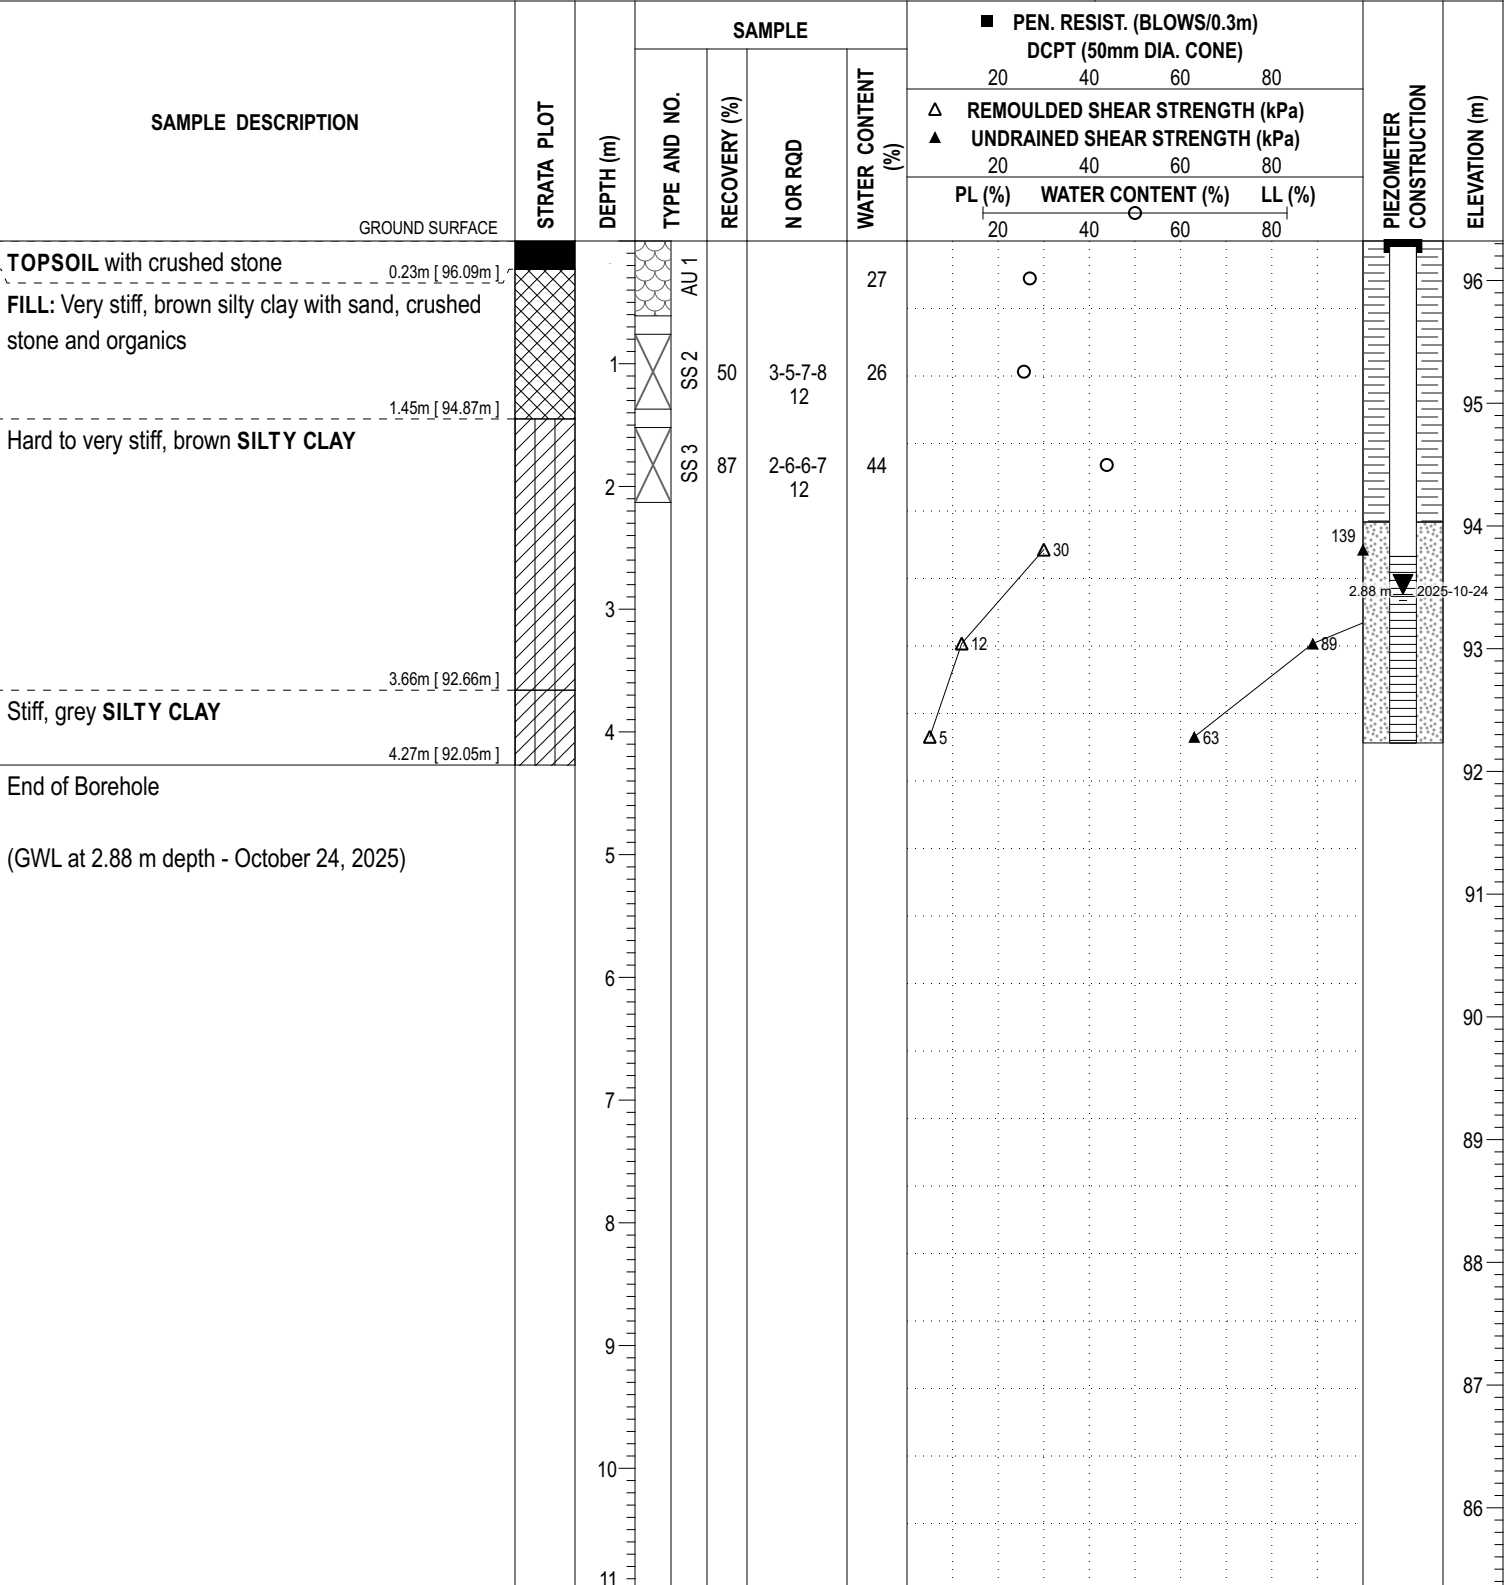 SAMPLE DESCRIPTION
GROUND SURFACE
STRATA PLOT
DEPTH (m)
SAMPLE
TYPE AND NO.
RECOVERY (%)
N OR RQD
WATER CONTENT
(%)
■ PEN. RESIST. (BLOWS/0.3m)
DCPT (50mm DIA. CONE)
20 40 60 80
△ REMOULDED SHEAR STRENGTH (kPa)
▲ UNDRAINED SHEAR STRENGTH (kPa)
20 40 60 80
PL (%) WATER CONTENT (%) LL (%)
20 40 60 80
PIEZOMETER
CONSTRUCTION
ELEVATION (m)
TOPSOIL with crushed stone
0.23m [ 96.09m ]
FILL: Very stiff, brown silty clay with sand, crushed
stone and organics
1.45m [ 94.87m ]
Hard to very stiff, brown SILTY CLAY
3.66m [ 92.66m ]
Stiff, grey SILTY CLAY
4.27m [ 92.05m ]
End of Borehole
(GWL at 2.88 m depth - October 24, 2025)
1
2
3
4
5
6
7
8
9
10
11
AU 1
27
SS 2
50
3-5-7-8
12
26
SS 3
87
2-6-6-7
12
44
30
139
12
89
5
63
2.88 m
2025-10-24
96
95
94
93
92
91
90
89
88
87
86